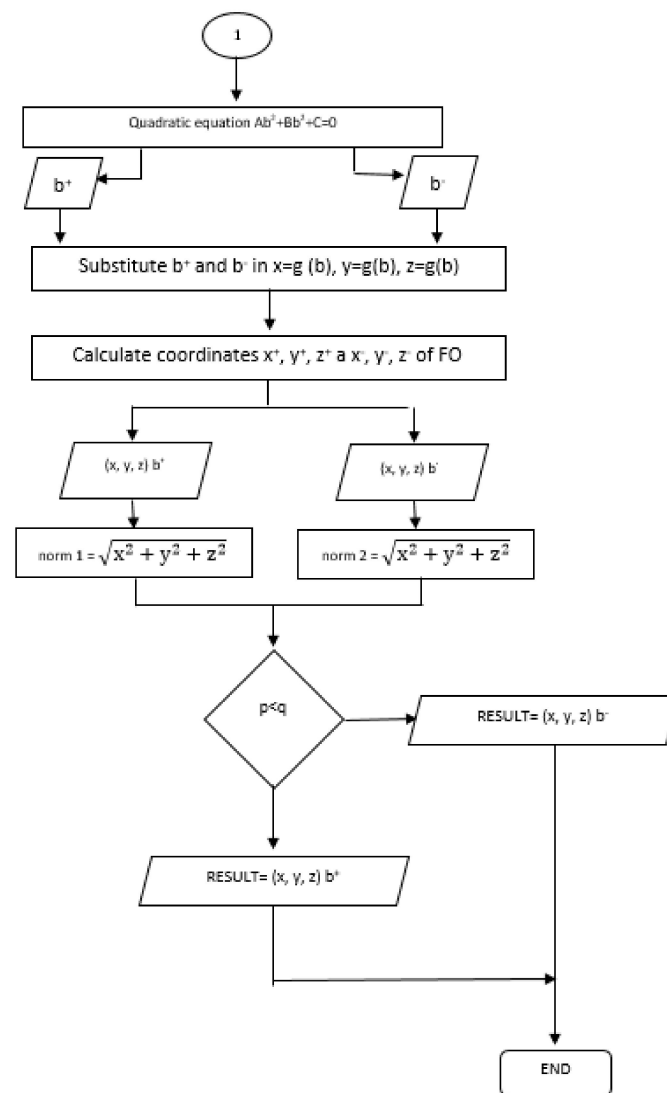 1
Quadratic equation Ab²+Bb²+C=0
b⁺
b⁻
Substitute b⁺ and b⁻ in x=g (b), y=g(b), z=g(b)
Calculate coordinates x⁺, y⁺, z⁺ a x⁻, y⁻, z⁻ of FO
(x, y, z) b⁺
(x, y, z) b⁻
norm 1 = √x² + y² + z²
norm 2 = √x² + y² + z²
p<q
RESULT= (x, y, z) b⁻
RESULT= (x, y, z) b⁺
END